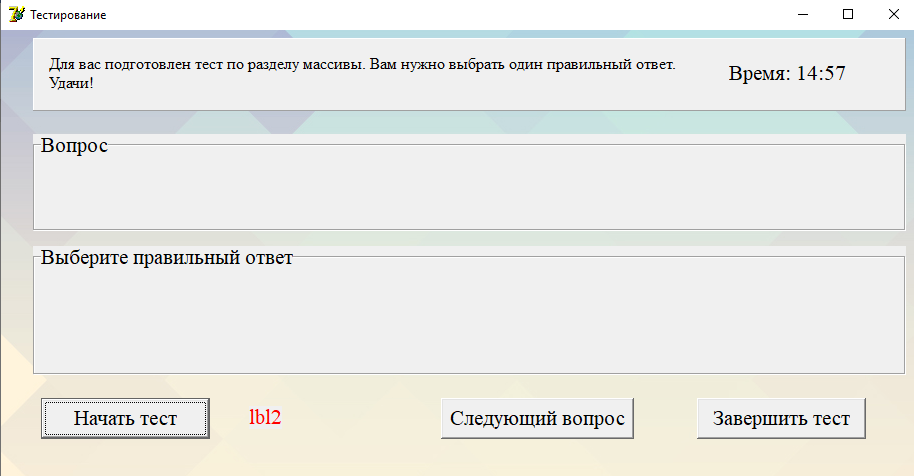 Тестирование
Для вас подготовлен тест по разделу массивы. Вам нужно выбрать один правильный ответ.
Удачи!
Время: 14:57
Вопрос
Выберите правильный ответ
Начать тест
lbl2
Следующий вопрос
Завершить тест